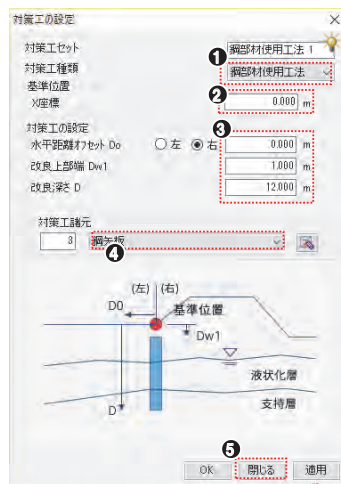 対策工の設定
対策工セット 鋼部材使用工法 1
❶
対策工種類 鋼部材使用工法
基準位置
❷
X座標 0.000 m
対策工の設定
❸
水平距離オフセット Do 左 右 0.000 m
改良上部端 Dw1 1.000 m
改良深さ D 12.000 m
対策工諸元
3 鋼矢板
❹
(左) (右)
D0 基準位置
Dw1
液状化層
支持層
D
❺
OK 閉じる 適用